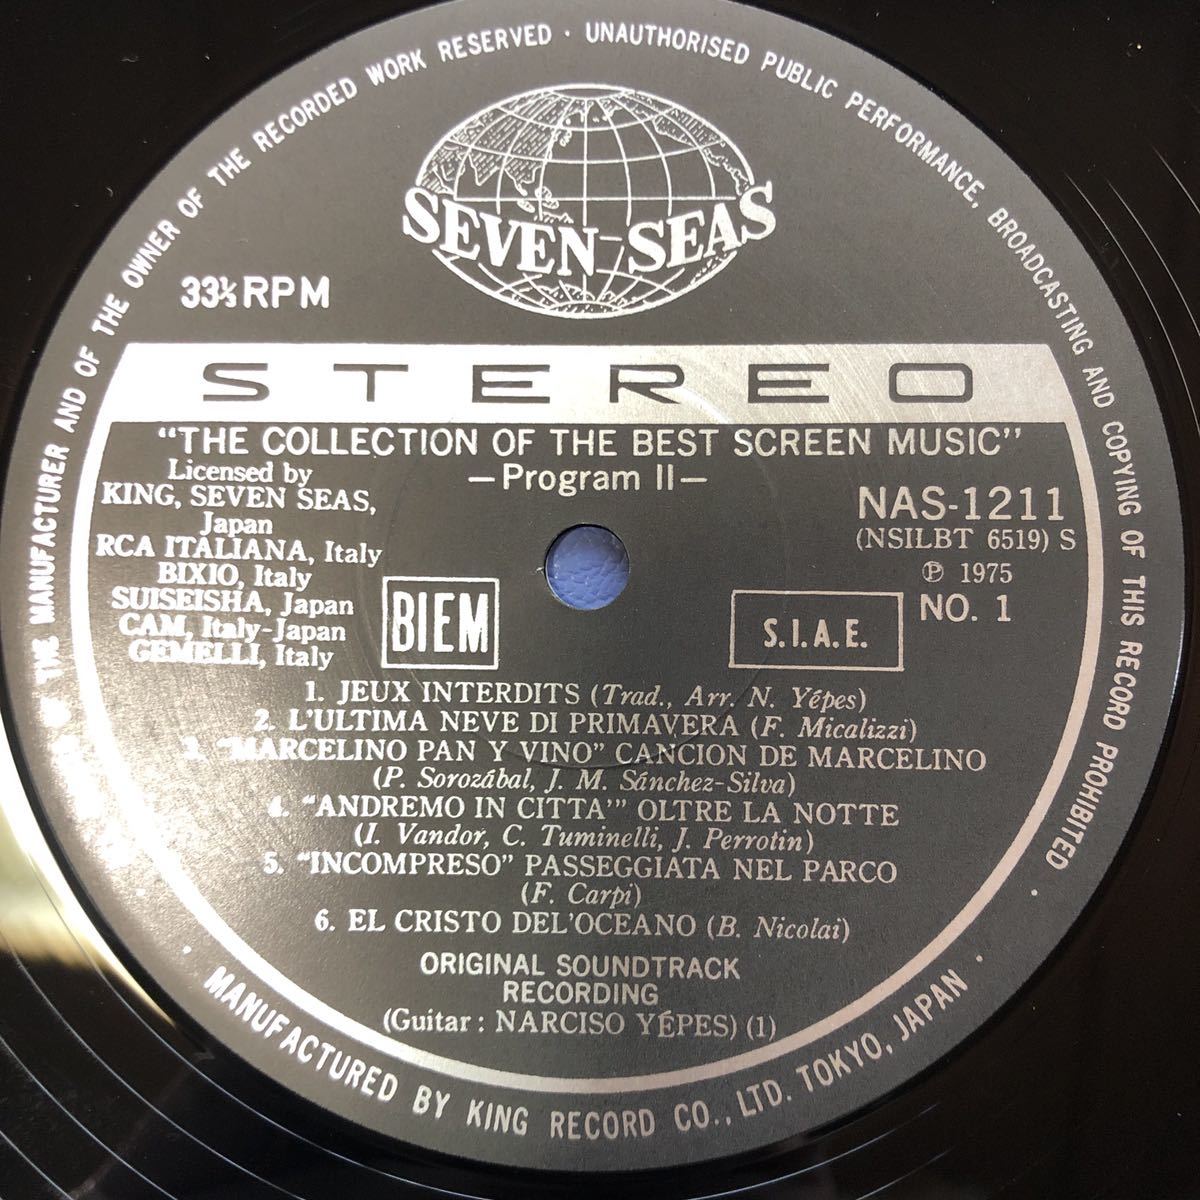 THE MANUFACTURER AND OF THE OWNER OF THE RECORDED WORK RESERVED · UNAUTHORISED PUBLIC PERFORMANCE, BROADCASTING AND COPYING OF THIS RECORD PROHIBITED ·
SEVEN-SEAS
33⅓RPM
STEREO
"THE COLLECTION OF THE BEST SCREEN MUSIC"
—Program II—
Licensed by
KING, SEVEN SEAS,
Japan
RCA ITALIANA, Italy
BIXIO, Italy
SUISEISHA, Japan
CAM, Italy-Japan
GEMELLI, Italy
BIEM
NAS-1211
(NSILBT 6519) S
℗ 1975
NO. 1
S.I.A.E.
1. JEUX INTERDITS (Trad., Arr. N. Yépes)
2. L'ULTIMA NEVE DI PRIMAVERA (F. Micalizzi)
3. "MARCELINO PAN Y VINO" CANCION DE MARCELINO
(P. Sorozábal, J. M. Sánchez-Silva)
4. "ANDREMO IN CITTA'" OLTRE LA NOTTE
(I. Vandor, C. Tuminelli, J. Perrotin)
5. "INCOMPRESO" PASSEGGIATA NEL PARCO
(F. Carpi)
6. EL CRISTO DEL'OCEANO (B. Nicolai)
ORIGINAL SOUNDTRACK
RECORDING
(Guitar : NARCISO YÉPES) (1)
· MANUFACTURED BY KING RECORD CO., LTD. TOKYO, JAPAN ·